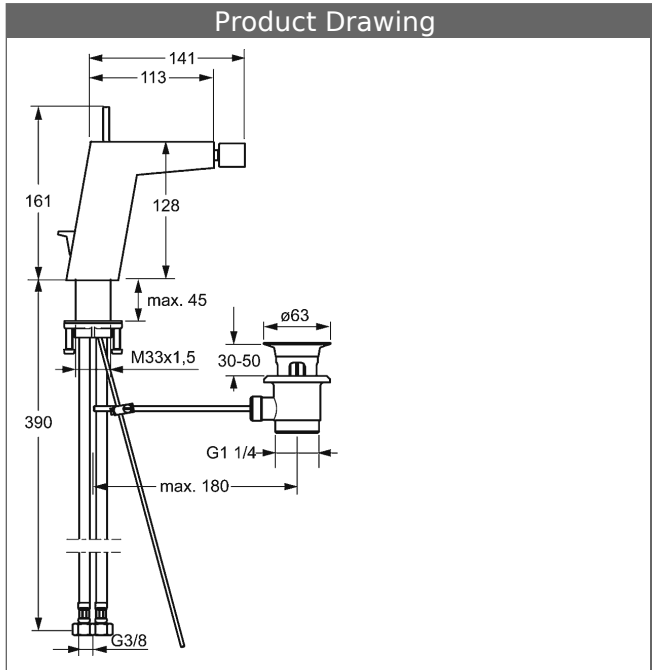 Product Drawing
141
113
161
128
max. 45
ø63
M33x1,5
30-50
390
G1 1/4
max. 180
G3/8